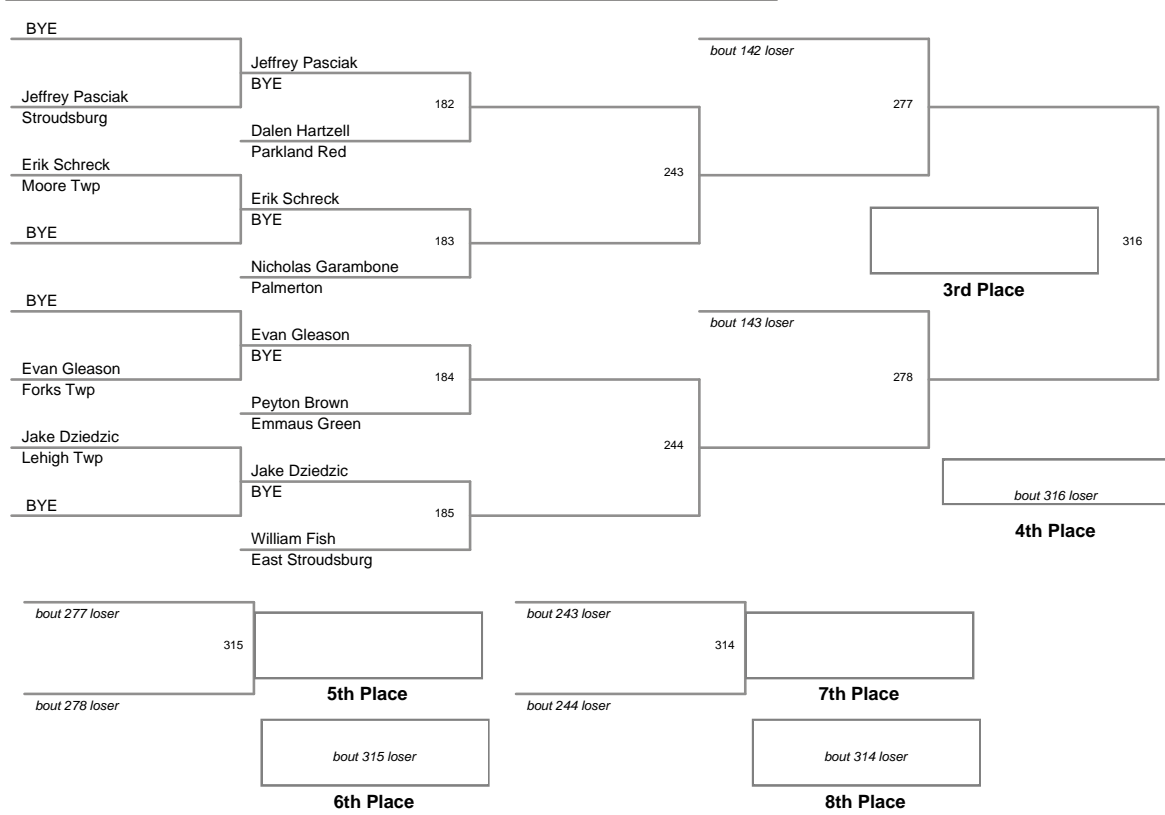 BYE
Jeffrey Pasciak
Stroudsburg
Erik Schreck
Moore Twp
BYE
BYE
Evan Gleason
Forks Twp
Jake Dziedzic
Lehigh Twp
BYE
Jeffrey Pasciak
BYE
182
Dalen Hartzell
Parkland Red
Erik Schreck
BYE
183
Nicholas Garambone
Palmerton
Evan Gleason
BYE
184
Peyton Brown
Emmaus Green
Jake Dziedzic
BYE
185
William Fish
East Stroudsburg
243
244
bout 142 loser
277
bout 143 loser
278
316
3rd Place
bout 316 loser
4th Place
bout 277 loser
315
bout 278 loser
5th Place
bout 315 loser
6th Place
bout 243 loser
314
bout 244 loser
7th Place
bout 314 loser
8th Place